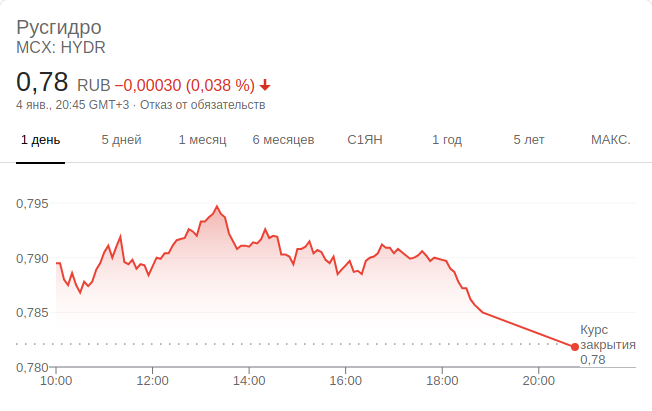 Русгидро
MCX: HYDR
0,78 RUB −0,00030 (0,038 %)
4 янв., 20:45 GMT+3 · Отказ от обязательств
1 день 5 дней 1 месяц 6 месяцев С1ЯН 1 год 5 лет МАКС.
0,795
0,790
0,785
Курс
закрытия
0,78
0,780
10:00 12:00 14:00 16:00 18:00 20:00